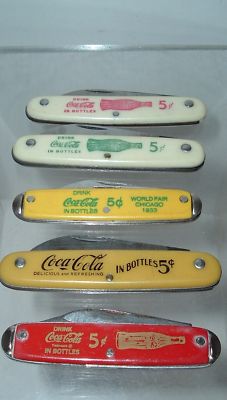 DRINK
Coca-Cola 5¢
IN BOTTLES
DRINK
Coca-Cola 5¢
IN BOTTLES
DRINK
Coca-Cola 5¢
IN BOTTLES
WORLD FAIR
CHICAGO
1933
Coca-Cola
DELICIOUS AND REFRESHING
IN BOTTLES 5¢
DRINK
Coca-Cola 5¢
IN BOTTLES